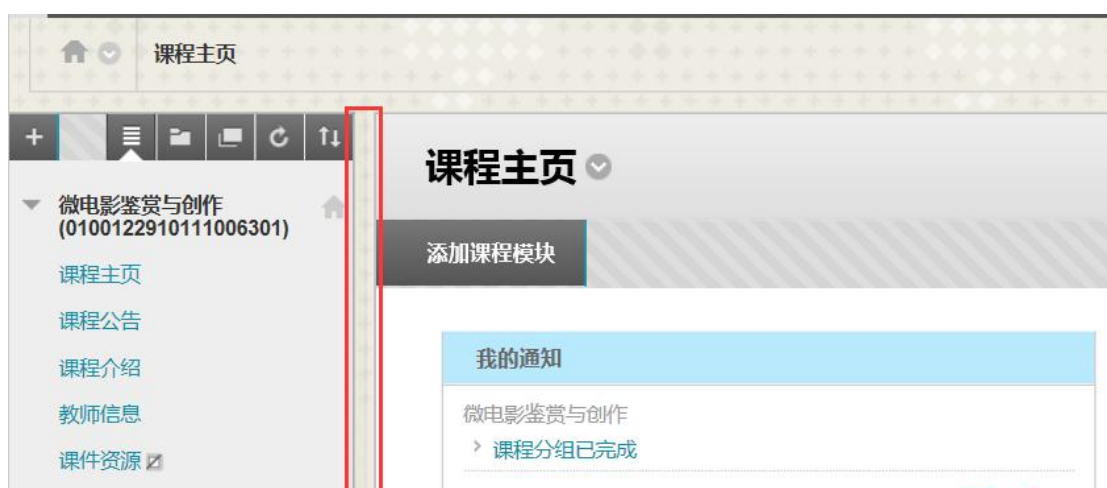 课程主页
课程主页
微电影鉴赏与创作
(0100122910111006301)
添加课程模块
课程主页
课程公告
课程介绍
教师信息
课件资源
我的通知
微电影鉴赏与创作
课程分组已完成